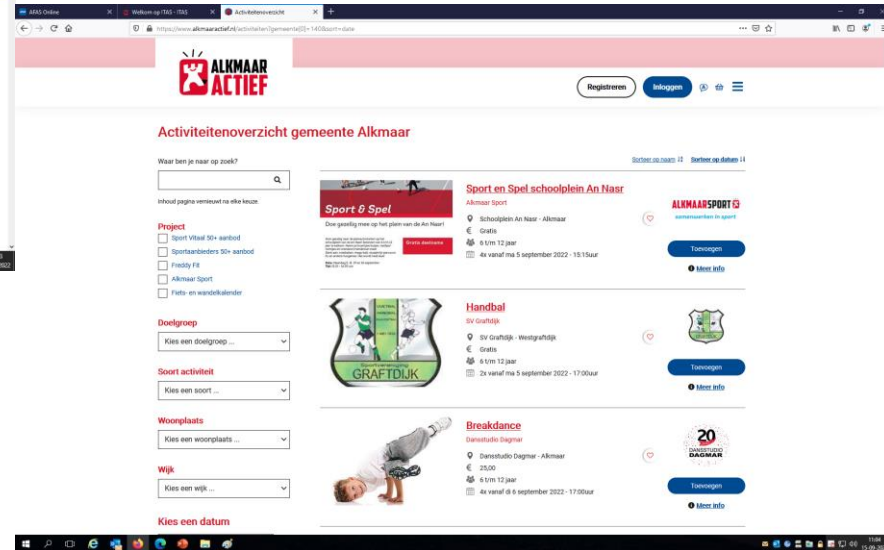 AFAS Online
Welkom op ITAS - ITAS
Activiteitenoverzicht
https://www.alkmaaractief.nl/activiteiten?gemeente[0]=140&sort=date
ALKMAAR
ACTIEF
Registreren
Inloggen
Activiteitenoverzicht gemeente Alkmaar
Waar ben je naar op zoek?
Inhoud pagina vernieuwt na elke keuze.
Project
Sport Vitaal 50+ aanbod
Sportaanbieders 50+ aanbod
Freddy Fit
Alkmaar Sport
Fiets- en wandelkalender
Doelgroep
Kies een doelgroep ...
Soort activiteit
Kies een soort ...
Woonplaats
Kies een woonplaats ...
Wijk
Kies een wijk ...
Kies een datum
Sorteer op naam
Sorteer op datum
Sport & Spel
Doe gezellig mee op het plein van de An Nasr!
Gratis deelname
Sport en Spel schoolplein An Nasr
Alkmaar Sport
Schoolplein An Nasr - Alkmaar
€ Gratis
6 t/m 12 jaar
4x vanaf ma 5 september 2022 - 15:15uur
ALKMAARSPORT
samenwerken in sport
Toevoegen
Meer info
GRAFTDIJK
Handbal
SV Graftdijk
SV Graftdijk - Westgraftdijk
€ Gratis
6 t/m 12 jaar
2x vanaf ma 5 september 2022 - 17:00uur
Toevoegen
Meer info
Breakdance
Dansstudio Dagmar
Dansstudio Dagmar - Alkmaar
€ 25,00
6 t/m 12 jaar
4x vanaf di 6 september 2022 - 17:00uur
20
DANSSTUDIO
DAGMAR
Toevoegen
Meer info
11:04
2022